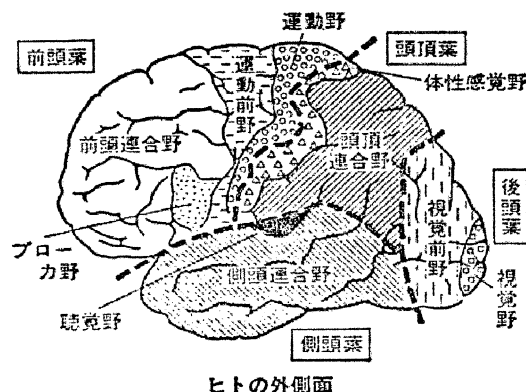 運動野
前頭葉
頭頂葉
体性感覚野
運動前野
前頭連合野
頭頂連合野
後頭葉
視覚前野
ブローカ野
側頭連合野
聴覚野
視覚野
側頭葉
ヒトの外側面